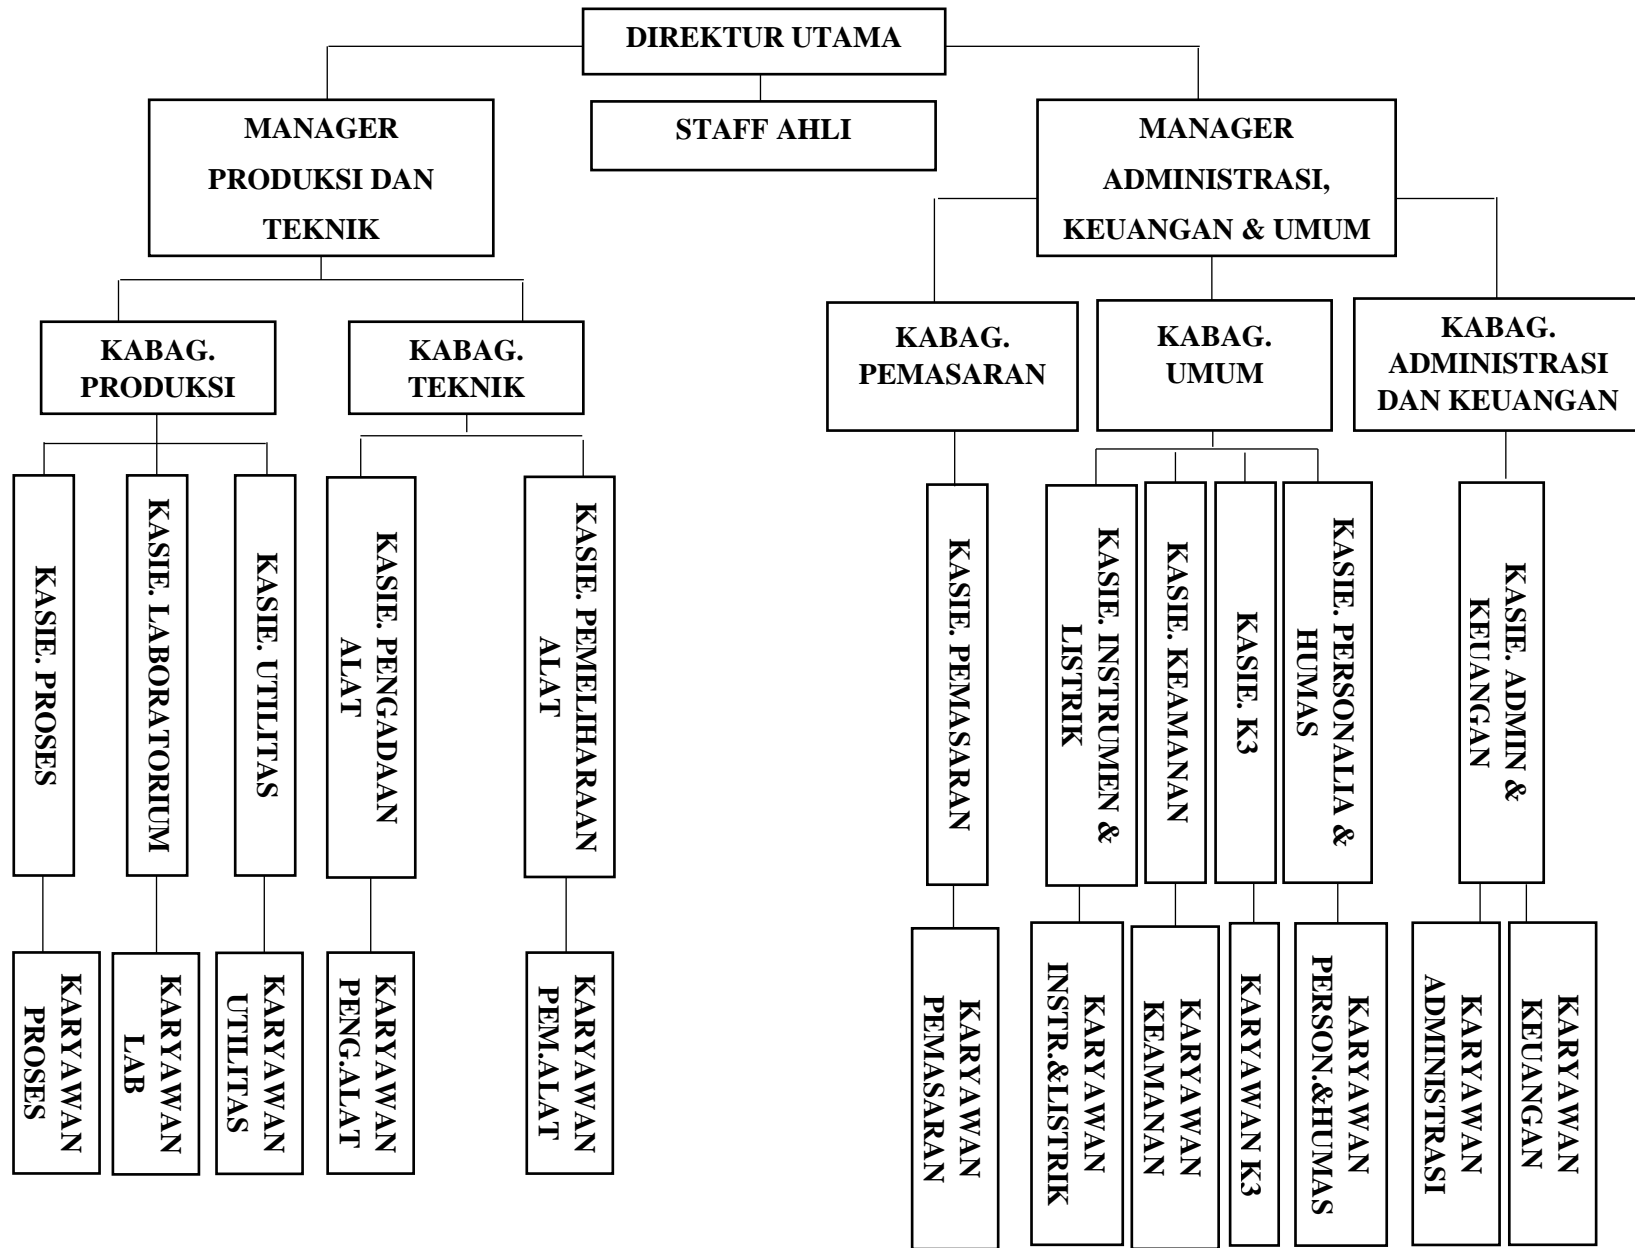 DIREKTUR UTAMA
STAFF AHLI
MANAGER
PRODUKSI DAN
TEKNIK
MANAGER
ADMINISTRASI,
KEUANGAN & UMUM
KABAG.
PRODUKSI
KABAG.
TEKNIK
KABAG.
PEMASARAN
KABAG.
UMUM
KABAG.
ADMINISTRASI
DAN KEUANGAN
KASIE. PROSES
KASIE. LABORATORIUM
KASIE. UTILITAS
KASIE. PENGADAAN
ALAT
KASIE. PEMELIHARAAN
ALAT
KASIE. PEMASARAN
KASIE. INSTRUMEN &
LISTRIK
KASIE. KEAMANAN
KASIE. K3
KASIE. PERSONALIA &
HUMAS
KASIE. ADMIN &
KEUANGAN
KARYAWAN
PROSES
KARYAWAN
LAB
KARYAWAN
UTILITAS
KARYAWAN
PENG.ALAT
KARYAWAN
PEM.ALAT
KARYAWAN
PEMASARAN
KARYAWAN
INSTR.&LISTRIK
KARYAWAN
KEAMANAN
KARYAWAN K3
KARYAWAN
PERSON.&HUMAS
KARYAWAN
ADMINISTRASI
KARYAWAN
KEUANGAN